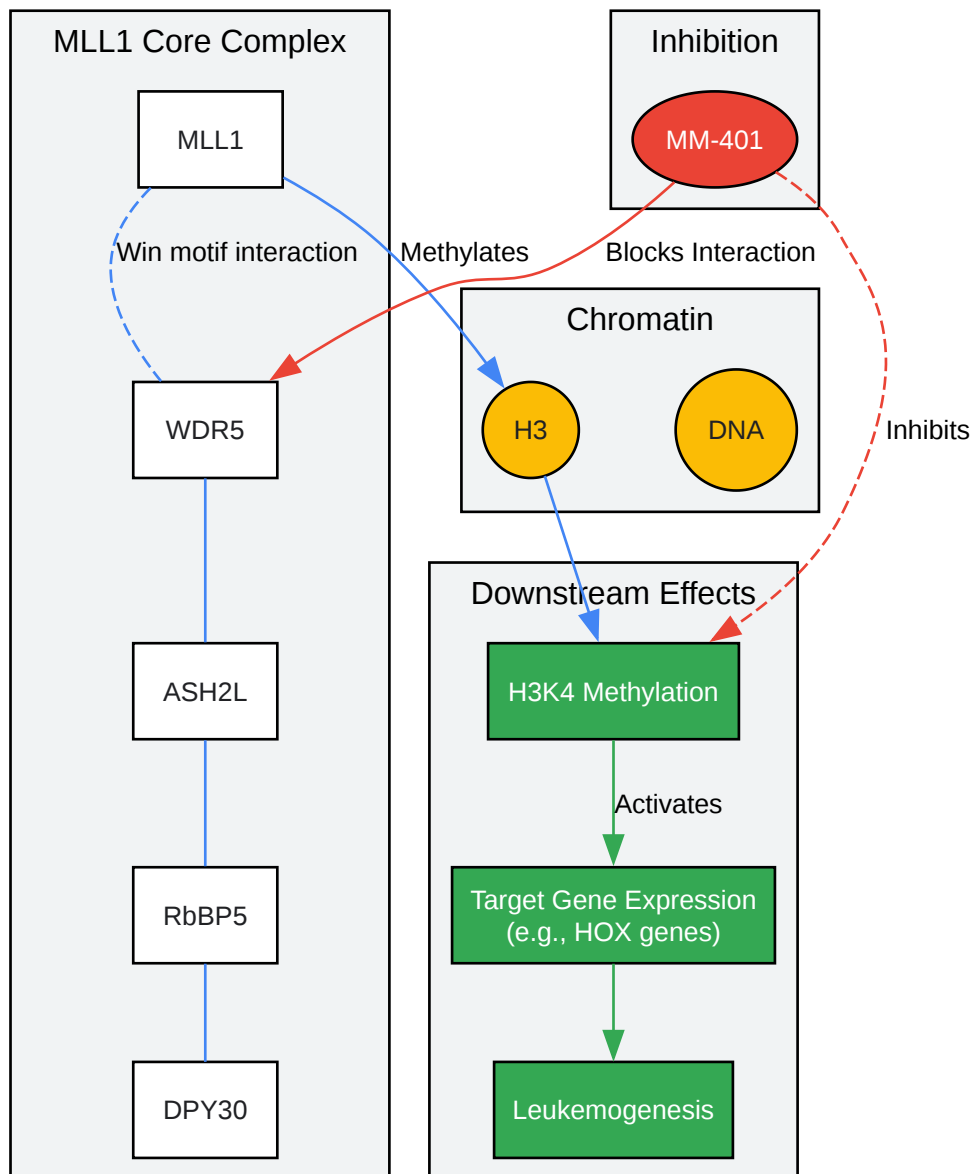 MLL1 Core Complex
Inhibition
MLL1
MM-401
Win motif interaction
Methylates
Blocks Interaction
Chromatin
WDR5
H3
DNA
Inhibits
Downstream Effects
ASH2L
H3K4 Methylation
Activates
RbBP5
Target Gene Expression
(e.g., HOX genes)
DPY30
Leukemogenesis